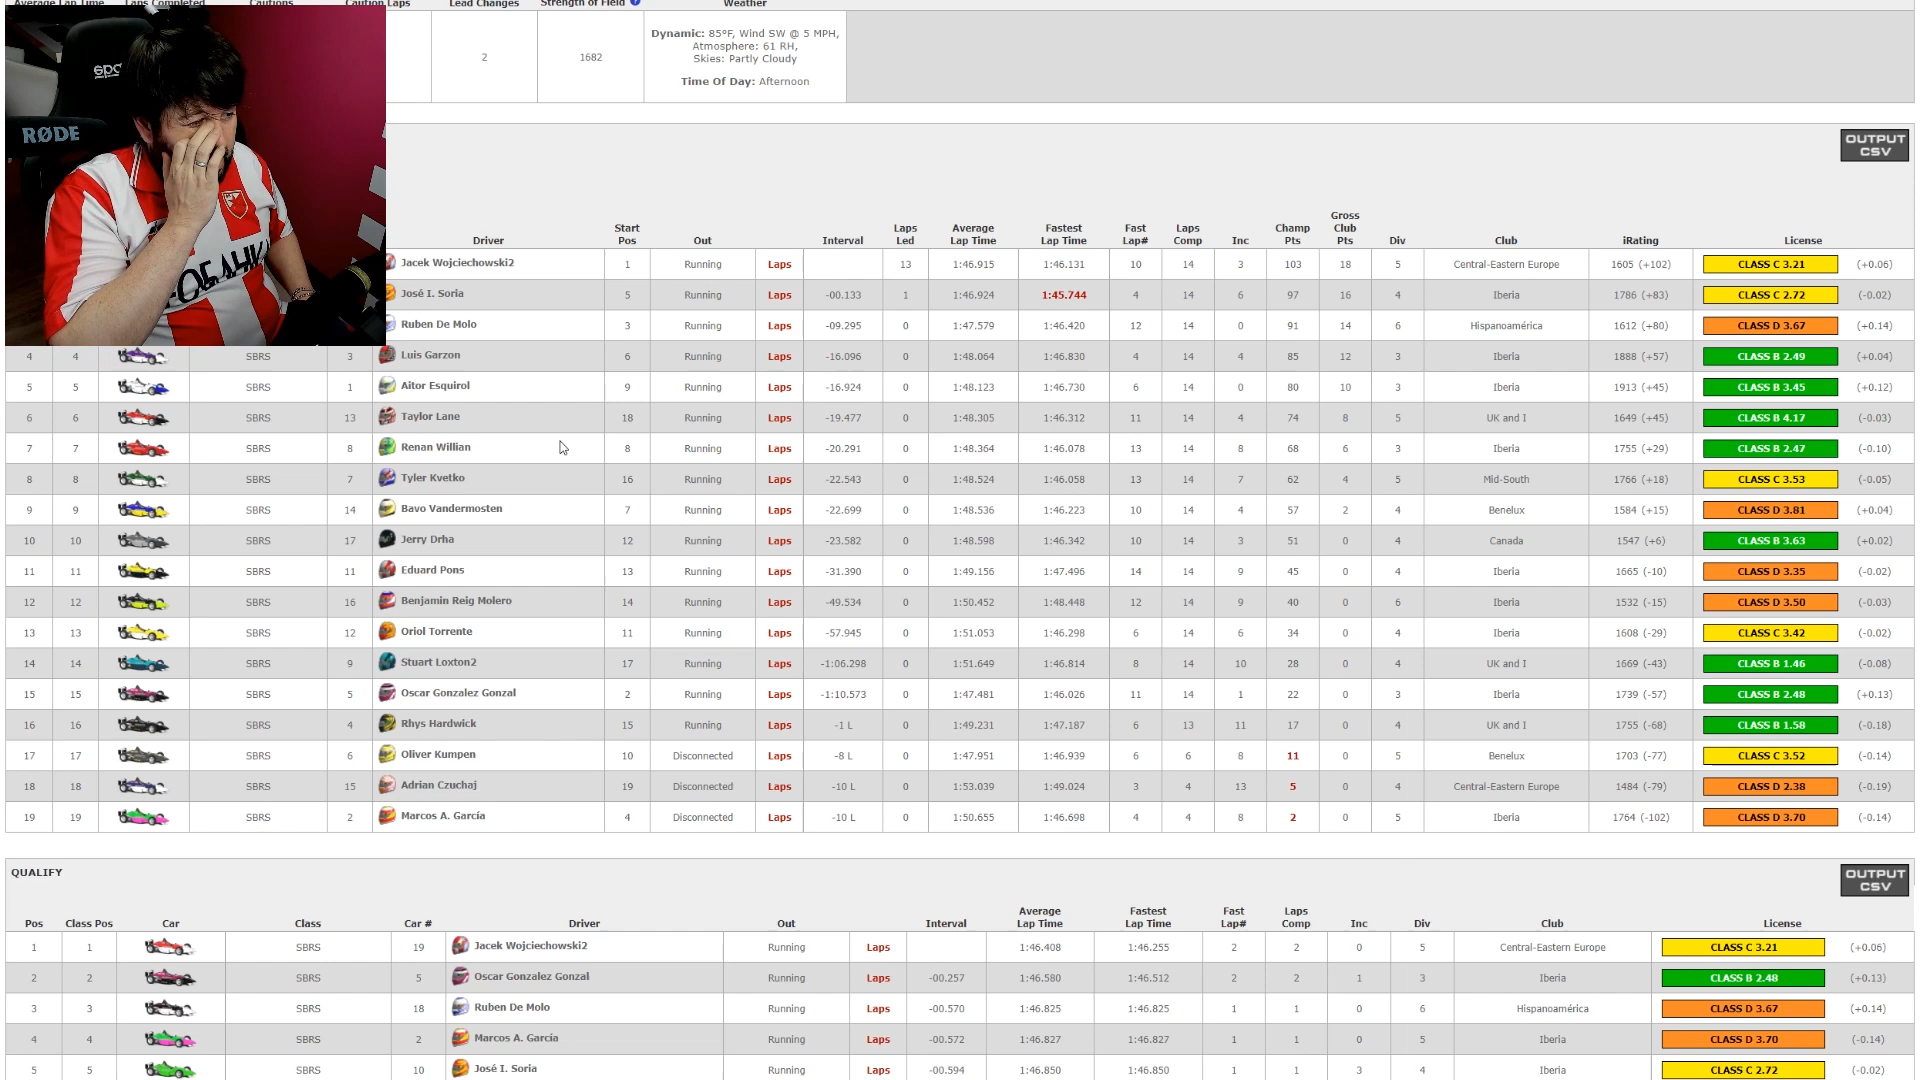 Average Lap Time Laps Completed Cautions Caution Laps Lead Changes Strength of Field Weather
2 1682 Dynamic: 85°F, Wind SW @ 5 MPH,
Atmosphere: 61 RH,
Skies: Partly Cloudy
Time Of Day: Afternoon
RØDE
OUTPUT CSV
Driver Start Pos Out Interval Laps Led Average Lap Time Fastest Lap Time Fast Lap# Laps Comp Inc Champ Pts Gross Club Pts Div Club iRating License
Jacek Wojciechowski2 1 Running Laps 13 1:46.915 1:46.131 10 14 3 103 18 5 Central-Eastern Europe 1605 (+102) CLASS C 3.21 (+0.06)
José I. Soria 5 Running Laps -00.133 1 1:46.924 1:45.744 4 14 6 97 16 4 Iberia 1786 (+83) CLASS C 2.72 (-0.02)
Ruben De Molo 3 Running Laps -09.295 0 1:47.579 1:46.420 12 14 0 91 14 6 Hispanoamérica 1612 (+80) CLASS D 3.67 (+0.14)
4 4 SBRS 3 Luis Garzon 6 Running Laps -16.096 0 1:48.064 1:46.830 4 14 4 85 12 3 Iberia 1888 (+57) CLASS B 2.49 (+0.04)
5 5 SBRS 1 Aitor Esquirol 9 Running Laps -16.924 0 1:48.123 1:46.730 6 14 0 80 10 3 Iberia 1913 (+45) CLASS B 3.45 (+0.12)
6 6 SBRS 13 Taylor Lane 18 Running Laps -19.477 0 1:48.305 1:46.312 11 14 4 74 8 5 UK and I 1649 (+45) CLASS B 4.17 (-0.03)
7 7 SBRS 8 Renan Willian 8 Running Laps -20.291 0 1:48.364 1:46.078 13 14 8 68 6 3 Iberia 1755 (+29) CLASS B 2.47 (-0.10)
8 8 SBRS 7 Tyler Kvetko 16 Running Laps -22.543 0 1:48.524 1:46.058 13 14 7 62 4 5 Mid-South 1766 (+18) CLASS C 3.53 (-0.05)
9 9 SBRS 14 Bavo Vandermosten 7 Running Laps -22.699 0 1:48.536 1:46.223 10 14 4 57 2 4 Benelux 1584 (+15) CLASS D 3.81 (+0.04)
10 10 SBRS 17 Jerry Drha 12 Running Laps -23.582 0 1:48.598 1:46.342 10 14 3 51 0 4 Canada 1547 (+6) CLASS B 3.63 (+0.02)
11 11 SBRS 11 Eduard Pons 13 Running Laps -31.390 0 1:49.156 1:47.496 14 14 9 45 0 4 Iberia 1665 (-10) CLASS D 3.35 (-0.02)
12 12 SBRS 16 Benjamin Reig Molero 14 Running Laps -49.534 0 1:50.452 1:48.448 12 14 9 40 0 6 Iberia 1532 (-15) CLASS D 3.50 (-0.03)
13 13 SBRS 12 Oriol Torrente 11 Running Laps -57.945 0 1:51.053 1:46.298 6 14 6 34 0 4 Iberia 1608 (-29) CLASS C 3.42 (-0.02)
14 14 SBRS 9 Stuart Loxton2 17 Running Laps -1:06.298 0 1:51.649 1:46.814 8 14 10 28 0 4 UK and I 1669 (-43) CLASS B 1.46 (-0.08)
15 15 SBRS 5 Oscar Gonzalez Gonzal 2 Running Laps -1:10.573 0 1:47.481 1:46.026 11 14 1 22 0 3 Iberia 1739 (-57) CLASS B 2.48 (+0.13)
16 16 SBRS 4 Rhys Hardwick 15 Running Laps -1 L 0 1:49.231 1:47.187 6 13 11 17 0 4 UK and I 1755 (-68) CLASS B 1.58 (-0.18)
17 17 SBRS 6 Oliver Kumpen 10 Disconnected Laps -8 L 0 1:47.951 1:46.939 6 6 8 11 0 5 Benelux 1703 (-77) CLASS C 3.52 (-0.14)
18 18 SBRS 15 Adrian Czuchaj 19 Disconnected Laps -10 L 0 1:53.039 1:49.024 3 4 13 5 0 4 Central-Eastern Europe 1484 (-79) CLASS D 2.38 (-0.19)
19 19 SBRS 2 Marcos A. García 4 Disconnected Laps -10 L 0 1:50.655 1:46.698 4 4 8 2 0 5 Iberia 1764 (-102) CLASS D 3.70 (-0.14)
QUALIFY
OUTPUT CSV
Pos Class Pos Car Class Car # Driver Out Interval Average Lap Time Fastest Lap Time Fast Lap# Laps Comp Inc Div Club License
1 1 SBRS 19 Jacek Wojciechowski2 Running Laps 1:46.408 1:46.255 2 2 0 5 Central-Eastern Europe CLASS C 3.21 (+0.06)
2 2 SBRS 5 Oscar Gonzalez Gonzal Running Laps -00.257 1:46.580 1:46.512 2 2 1 3 Iberia CLASS B 2.48 (+0.13)
3 3 SBRS 18 Ruben De Molo Running Laps -00.570 1:46.825 1:46.825 1 1 0 6 Hispanoamérica CLASS D 3.67 (+0.14)
4 4 SBRS 2 Marcos A. García Running Laps -00.572 1:46.827 1:46.827 1 1 0 5 Iberia CLASS D 3.70 (-0.14)
5 5 SBRS 10 José I. Soria Running Laps -00.594 1:46.850 1:46.850 1 1 3 4 Iberia CLASS C 2.72 (-0.02)